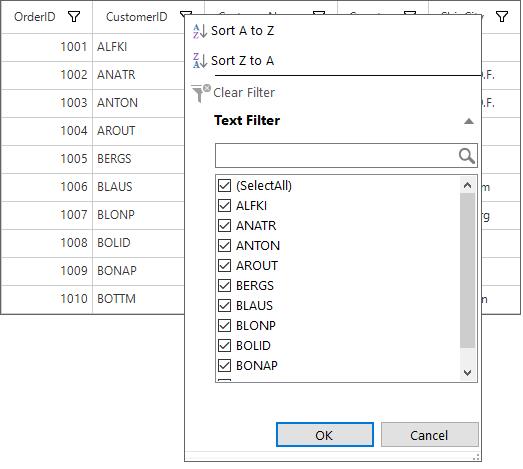 OrderID CustomerID
1001 ALFKI
1002 ANATR
1003 ANTON
1004 AROUT
1005 BERGS
1006 BLAUS
1007 BLONP
1008 BOLID
1009 BONAP
1010 BOTTM
Sort A to Z
Sort Z to A
Clear Filter
Text Filter
(SelectAll)
ALFKI
ANATR
ANTON
AROUT
BERGS
BLAUS
BLONP
BOLID
BONAP
OK Cancel